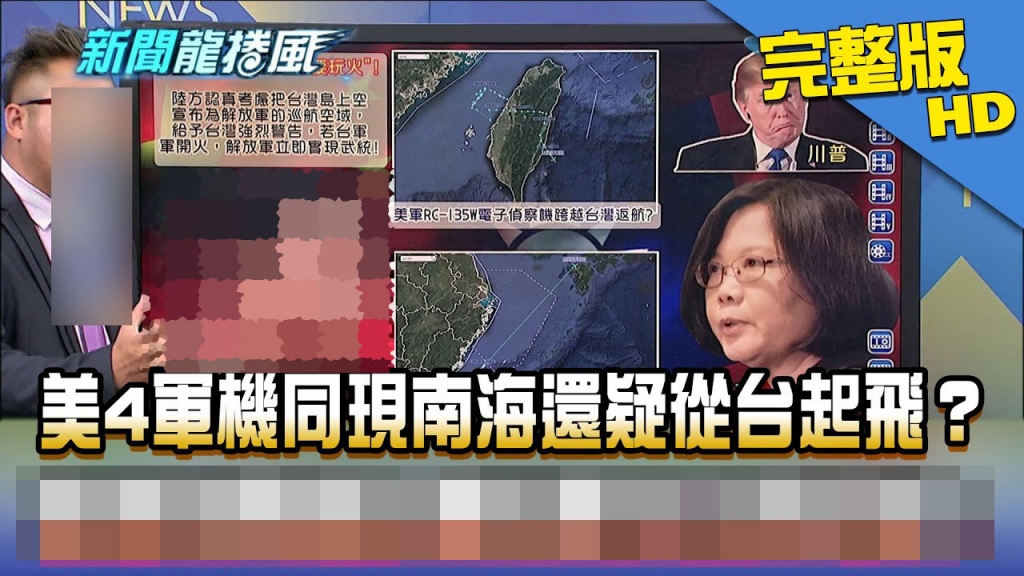 NEWS
新聞龍捲風
玩火"!
陸方認真考慮把台灣島上空
宣布為解放軍的巡航空域，
給予台灣強烈警告，若台軍
軍開火，解放軍立即實現武統!
美軍RC-135W電子偵察機跨越台灣返航?
川普
完整版
HD
美4軍機同現南海還疑從台起飛？